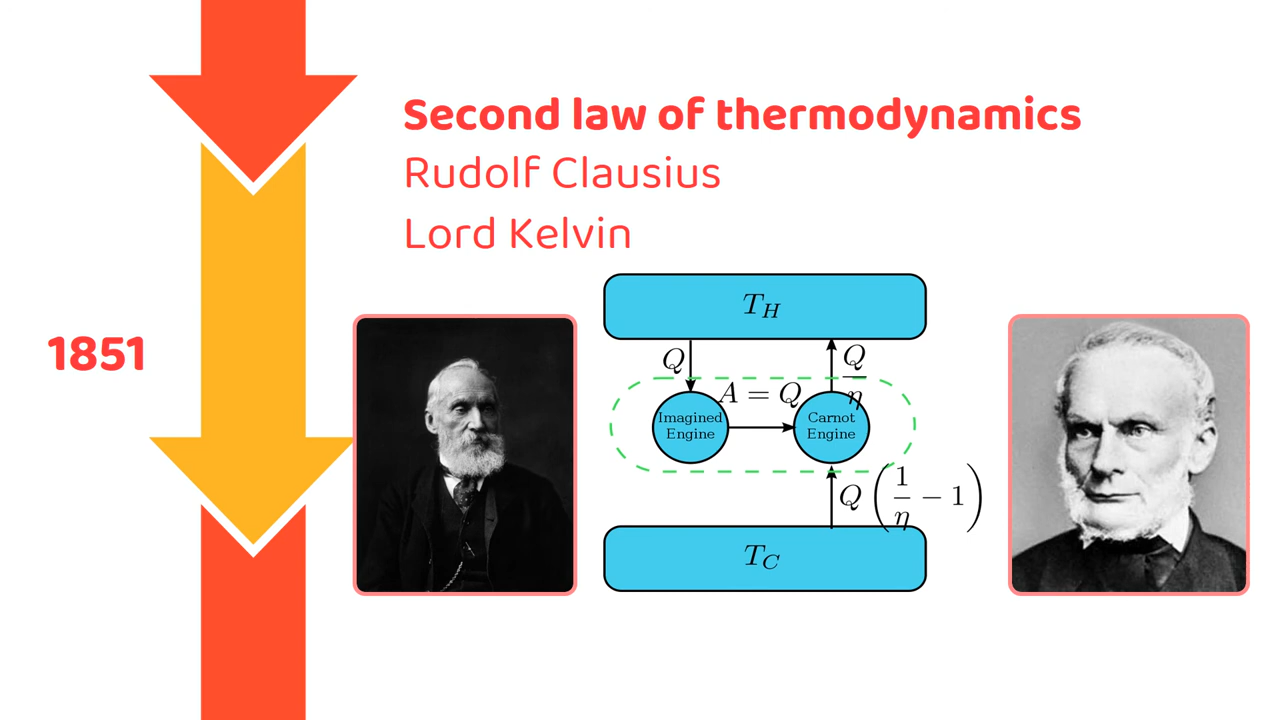 Second law of thermodynamics
Rudolf Clausius
Lord Kelvin
1851
T_H
Q
Q/η
A = Q
Imagined
Engine
Carnot
Engine
Q (1/η − 1)
T_C